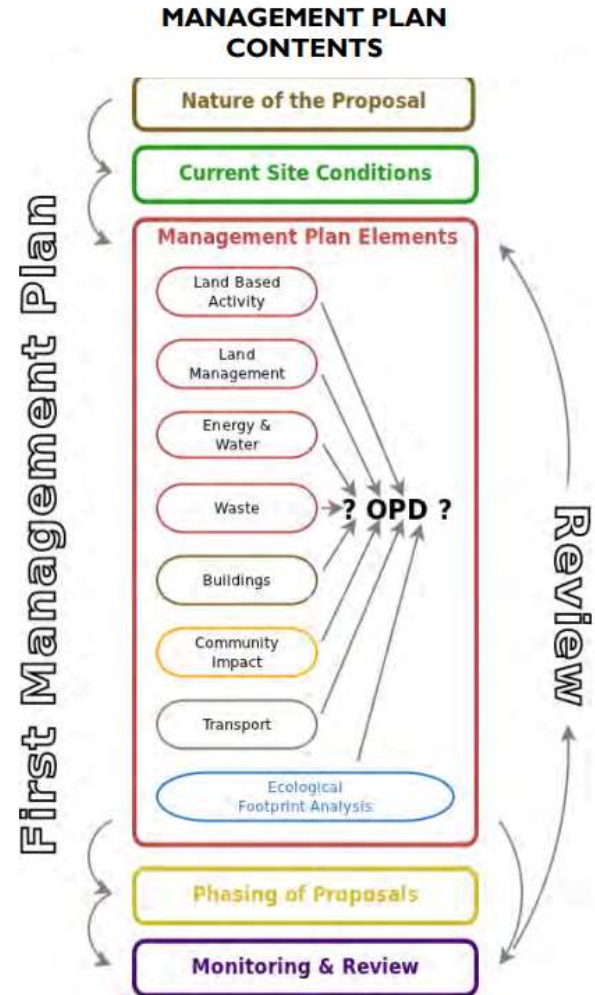 MANAGEMENT PLAN
CONTENTS
Nature of the Proposal
Current Site Conditions
Management Plan Elements
Land Based
Activity
Land
Management
Energy &
Water
Waste
? OPD ?
Buildings
Community
Impact
Transport
Ecological
Footprint Analysis
Phasing of Proposals
Monitoring & Review
First Management Plan
Review